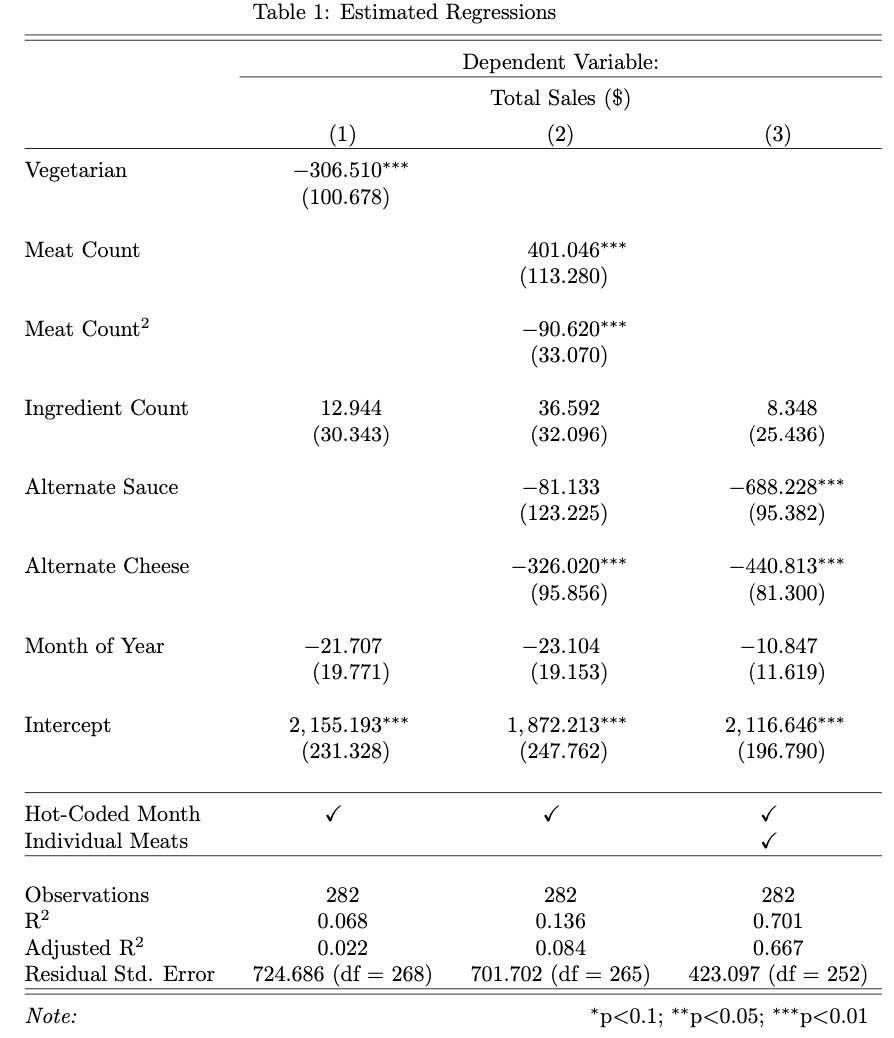 Table 1: Estimated Regressions
Dependent Variable:
Total Sales ($)
(1) (2) (3)
Vegetarian −306.510***
(100.678)
Meat Count 401.046***
(113.280)
Meat Count² −90.620***
(33.070)
Ingredient Count 12.944 36.592 8.348
(30.343) (32.096) (25.436)
Alternate Sauce −81.133 −688.228***
(123.225) (95.382)
Alternate Cheese −326.020*** −440.813***
(95.856) (81.300)
Month of Year −21.707 −23.104 −10.847
(19.771) (19.153) (11.619)
Intercept 2,155.193*** 1,872.213*** 2,116.646***
(231.328) (247.762) (196.790)
Hot-Coded Month ✓ ✓ ✓
Individual Meats ✓
Observations 282 282 282
R² 0.068 0.136 0.701
Adjusted R² 0.022 0.084 0.667
Residual Std. Error 724.686 (df = 268) 701.702 (df = 265) 423.097 (df = 252)
Note: *p<0.1; **p<0.05; ***p<0.01